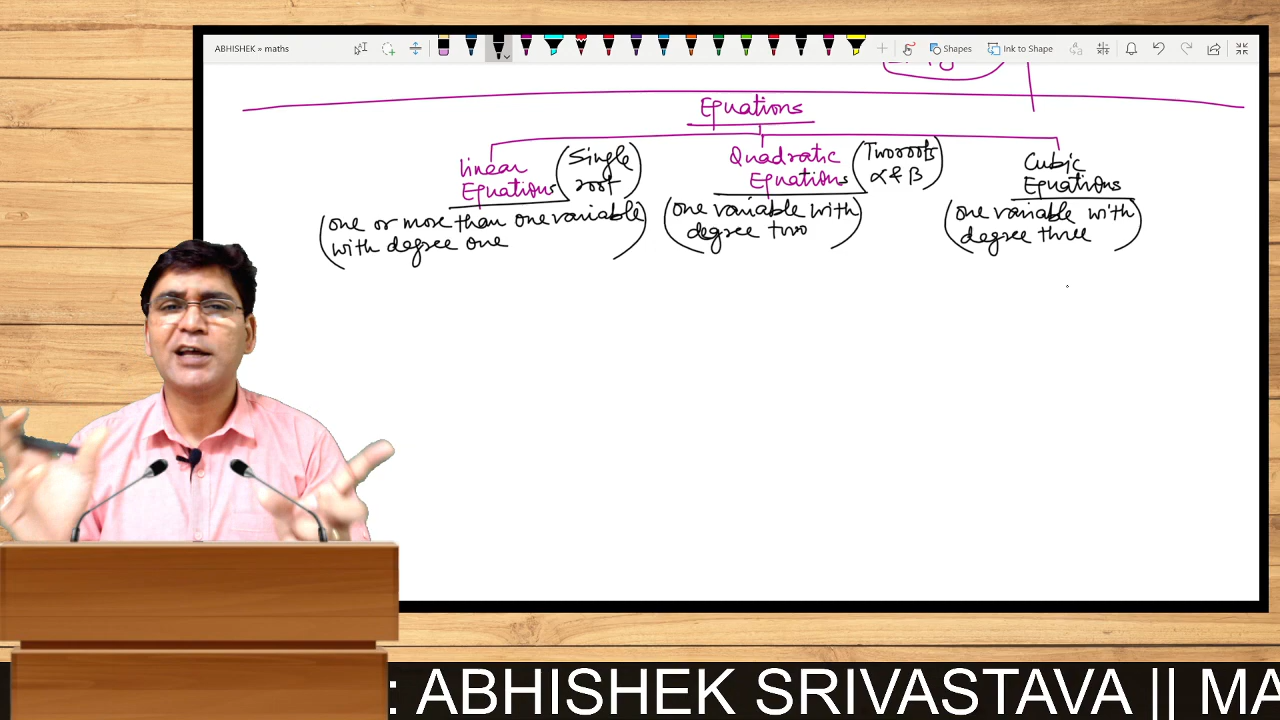 ABHISHEK » maths
Shapes
Ink to Shape
Equations
Linear
Equations
(Single
root)
Quadratic
Equations
(Two roots
α & β)
Cubic
Equations
(one or more than one variable
with degree one)
(one variable with
degree two)
(one variable with
degree three)
: ABHISHEK SRIVASTAVA || MA